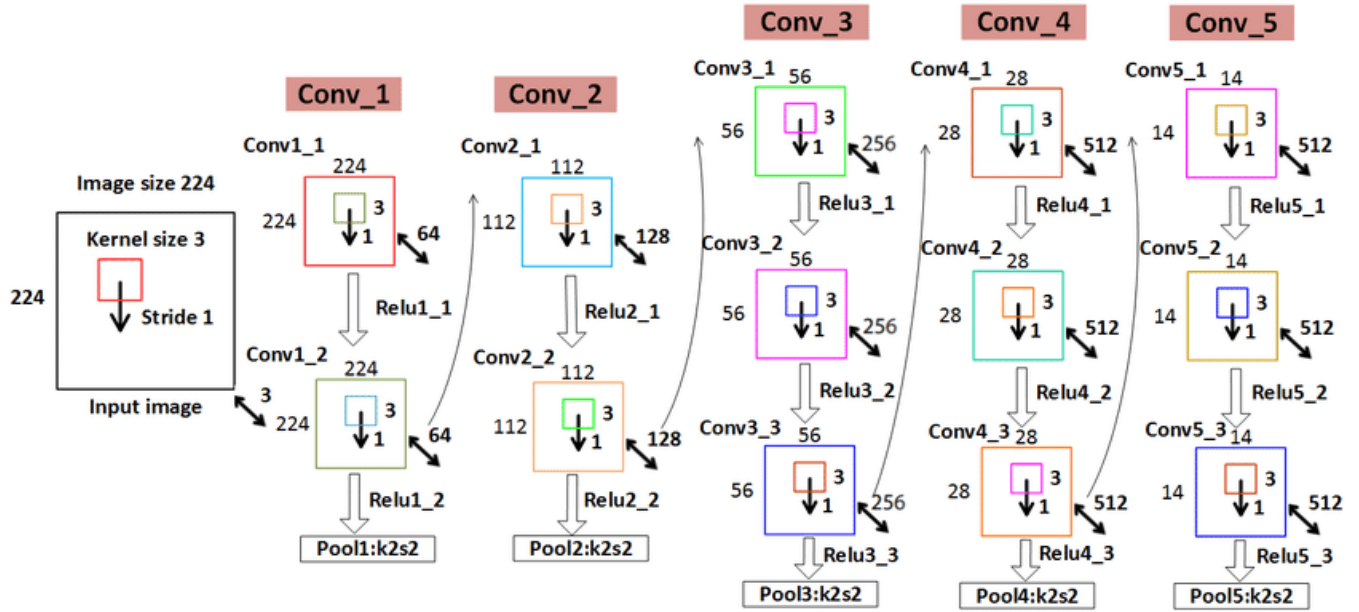 Image size 224
224
Kernel size 3
Stride 1
Input image
3
Conv_1
Conv1_1
224
224
3
1
64
Relu1_1
Conv1_2
224
224
3
1
64
Relu1_2
Pool1:k2s2
Conv_2
Conv2_1
112
112
3
1
128
Relu2_1
Conv2_2
112
112
3
1
128
Relu2_2
Pool2:k2s2
Conv_3
Conv3_1
56
56
3
1
256
Relu3_1
Conv3_2
56
56
3
1
256
Relu3_2
Conv3_3
56
56
3
1
256
Relu3_3
Pool3:k2s2
Conv_4
Conv4_1
28
28
3
1
512
Relu4_1
Conv4_2
28
28
3
1
512
Relu4_2
Conv4_3
28
28
3
1
512
Relu4_3
Pool4:k2s2
Conv_5
Conv5_1
14
14
3
1
512
Relu5_1
Conv5_2
14
14
3
1
512
Relu5_2
Conv5_3
14
14
3
1
512
Relu5_3
Pool5:k2s2